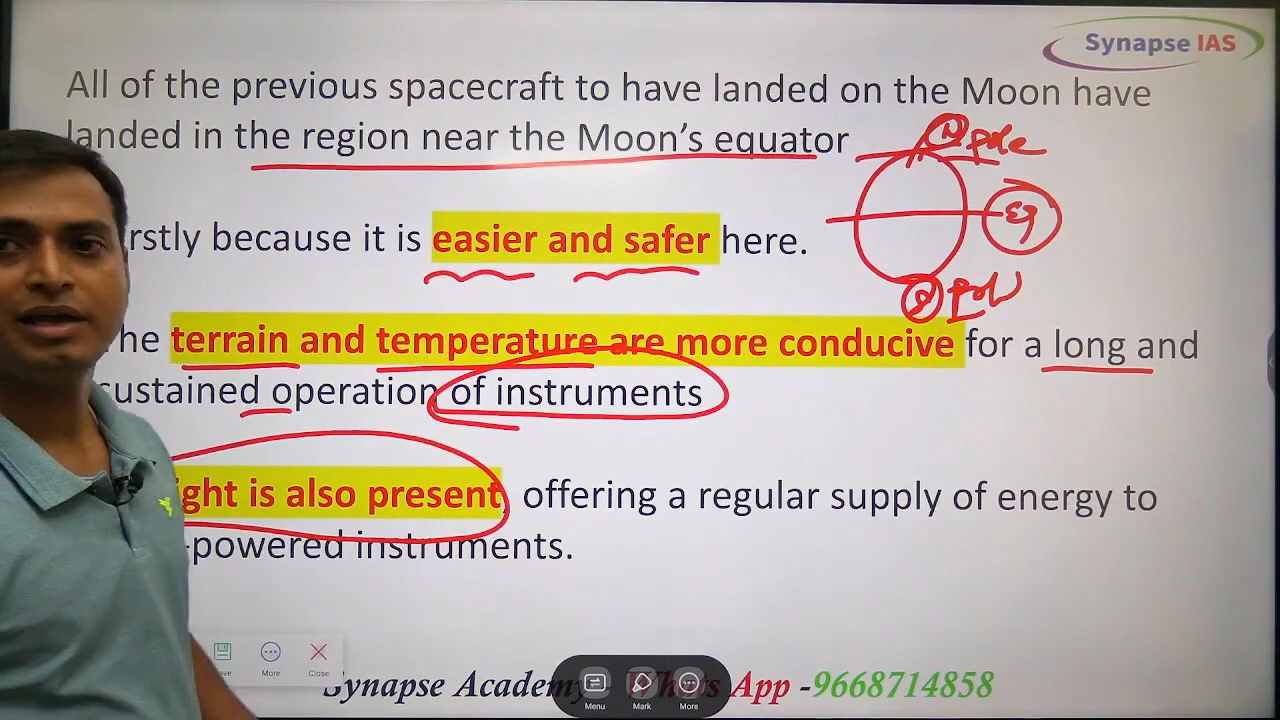 Synapse IAS
All of the previous spacecraft to have landed on the Moon have
landed in the region near the Moon's equator
N pole
Eq
rstly because it is easier and safer here.
S pole
he terrain and temperature are more conducive for a long and
sustained operation of instruments
ight is also present, offering a regular supply of energy to
-powered instruments.
ve More Close
Synapse Academy Whats App -9668714858
Menu Mark More